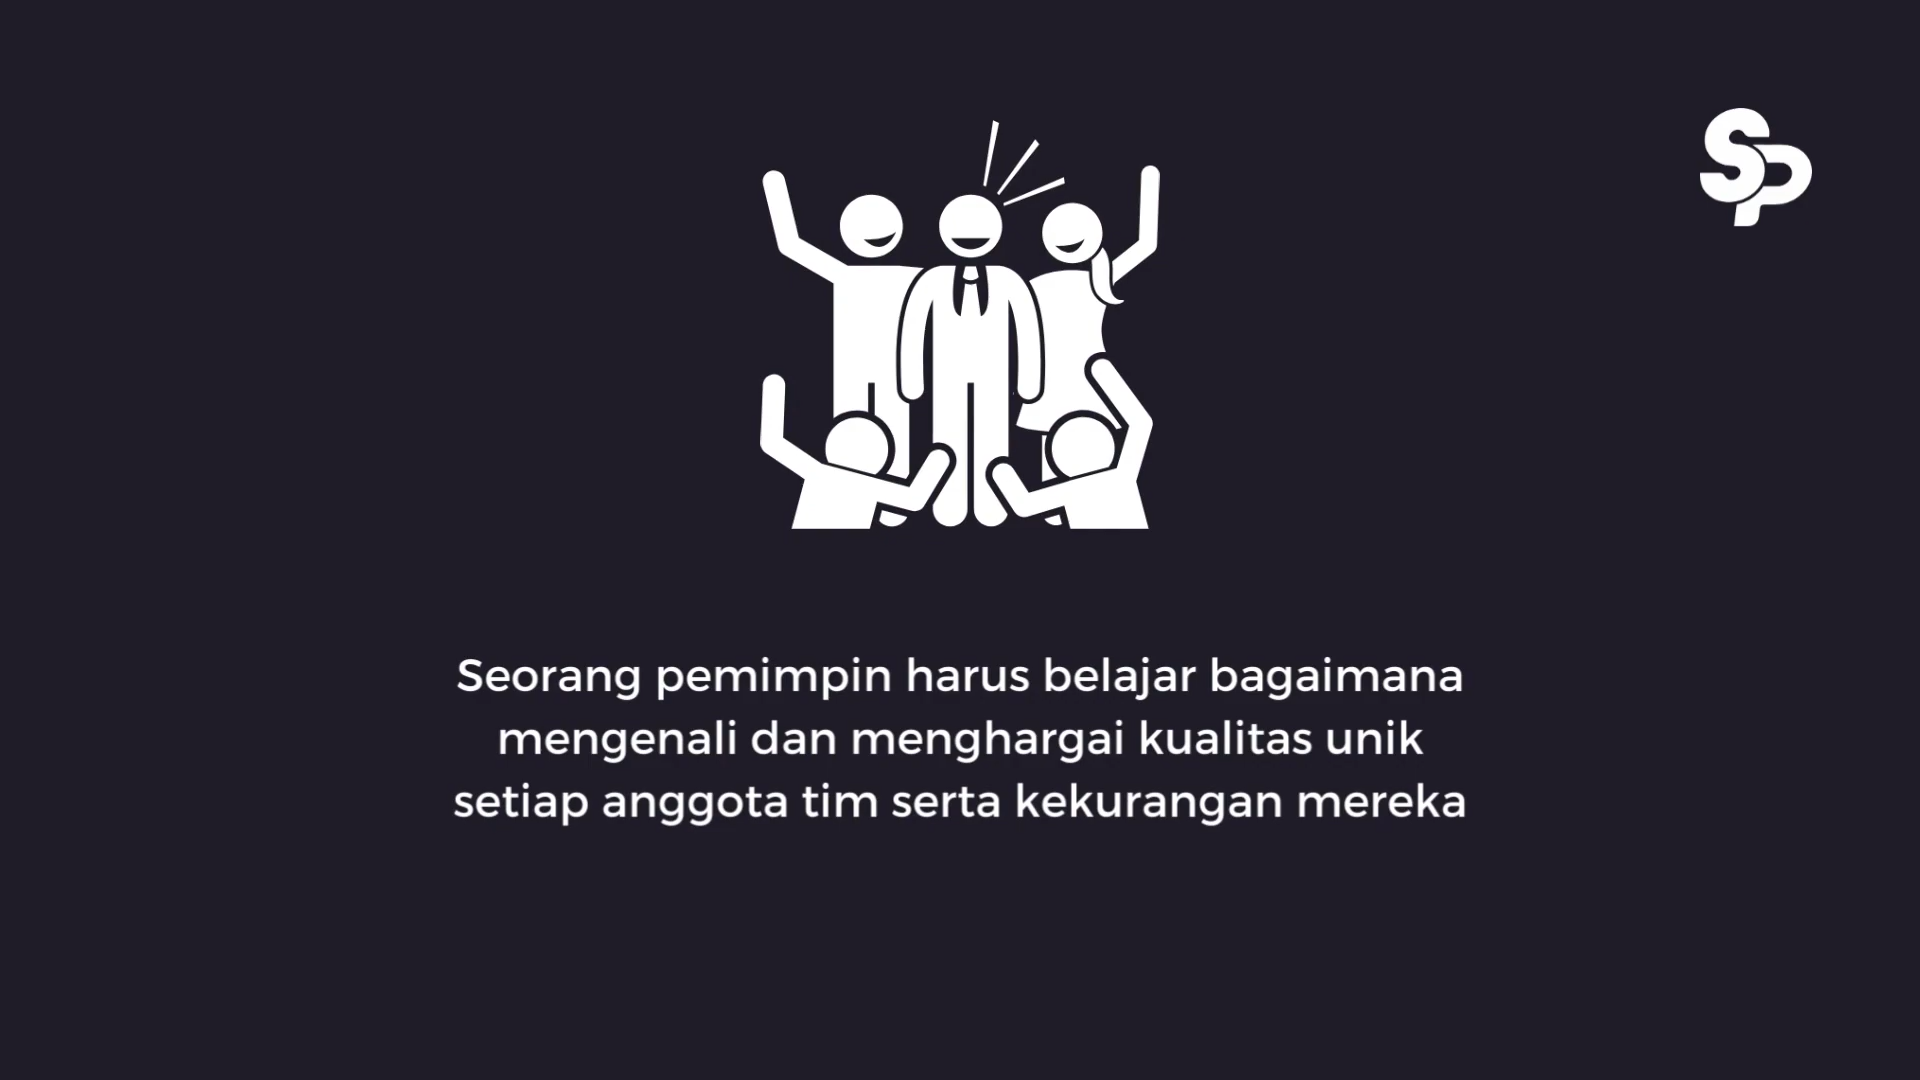 SP
Seorang pemimpin harus belajar bagaimana
mengenali dan menghargai kualitas unik
setiap anggota tim serta kekurangan mereka